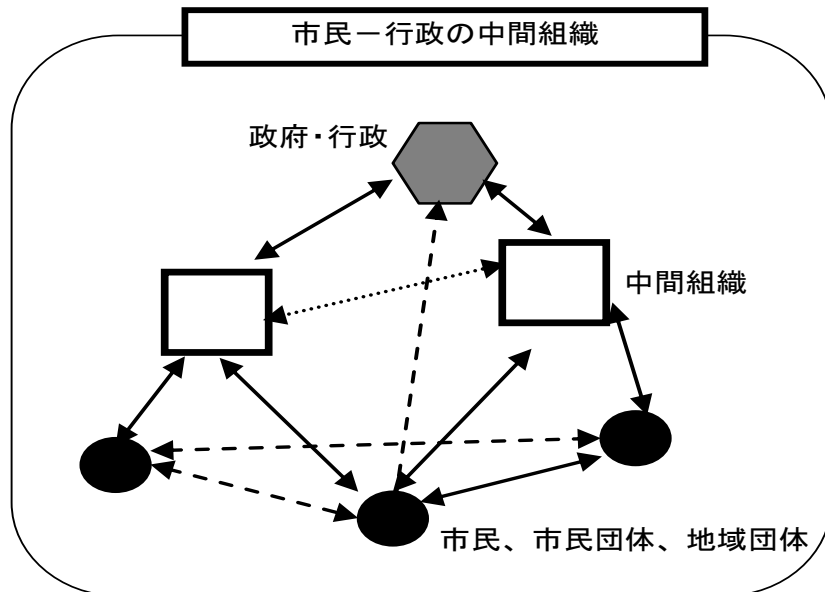 市民－行政の中間組織
政府・行政
中間組織
市民、市民団体、地域団体